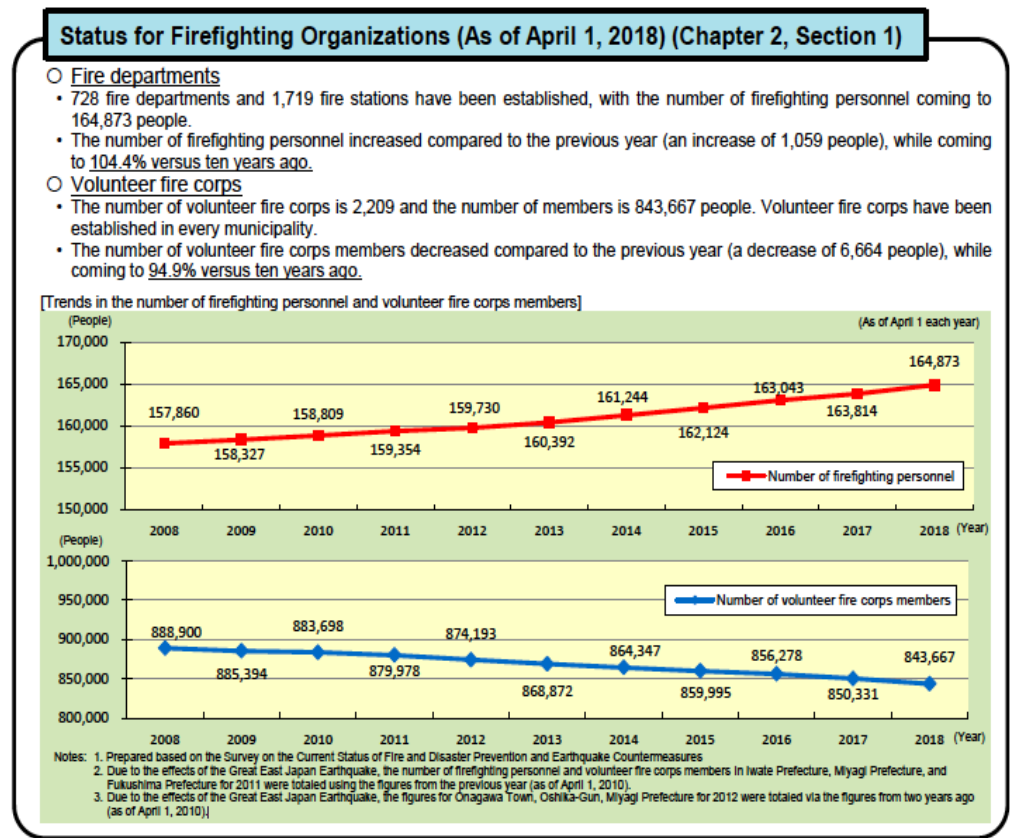 Status for Firefighting Organizations (As of April 1, 2018) (Chapter 2, Section 1)
○ Fire departments
・ 728 fire departments and 1,719 fire stations have been established, with the number of firefighting personnel coming to
164,873 people.
・ The number of firefighting personnel increased compared to the previous year (an increase of 1,059 people), while coming
to 104.4% versus ten years ago.
○ Volunteer fire corps
・ The number of volunteer fire corps is 2,209 and the number of members is 843,667 people. Volunteer fire corps have been
established in every municipality.
・ The number of volunteer fire corps members decreased compared to the previous year (a decrease of 6,664 people), while
coming to 94.9% versus ten years ago.
[Trends in the number of firefighting personnel and volunteer fire corps members]
(People) (As of April 1 each year)
170,000
165,000
160,000
155,000
150,000
157,860 158,327 158,809 159,354 159,730 160,392 161,244 162,124 163,043 163,814 164,873
Number of firefighting personnel
2008 2009 2010 2011 2012 2013 2014 2015 2016 2017 2018 (Year)
(People)
1,000,000
950,000
900,000
850,000
800,000
Number of volunteer fire corps members
888,900 885,394 883,698 879,978 874,193 868,872 864,347 859,995 856,278 850,331 843,667
2008 2009 2010 2011 2012 2013 2014 2015 2016 2017 2018 (Year)
Notes: 1. Prepared based on the Survey on the Current Status of Fire and Disaster Prevention and Earthquake Countermeasures
2. Due to the effects of the Great East Japan Earthquake, the number of firefighting personnel and volunteer fire corps members in Iwate Prefecture, Miyagi Prefecture, and
Fukushima Prefecture for 2011 were totaled using the figures from the previous year (as of April 1, 2010).
3. Due to the effects of the Great East Japan Earthquake, the figures for Onagawa Town, Oshika-Gun, Miyagi Prefecture for 2012 were totaled via the figures from two years ago
(as of April 1, 2010).